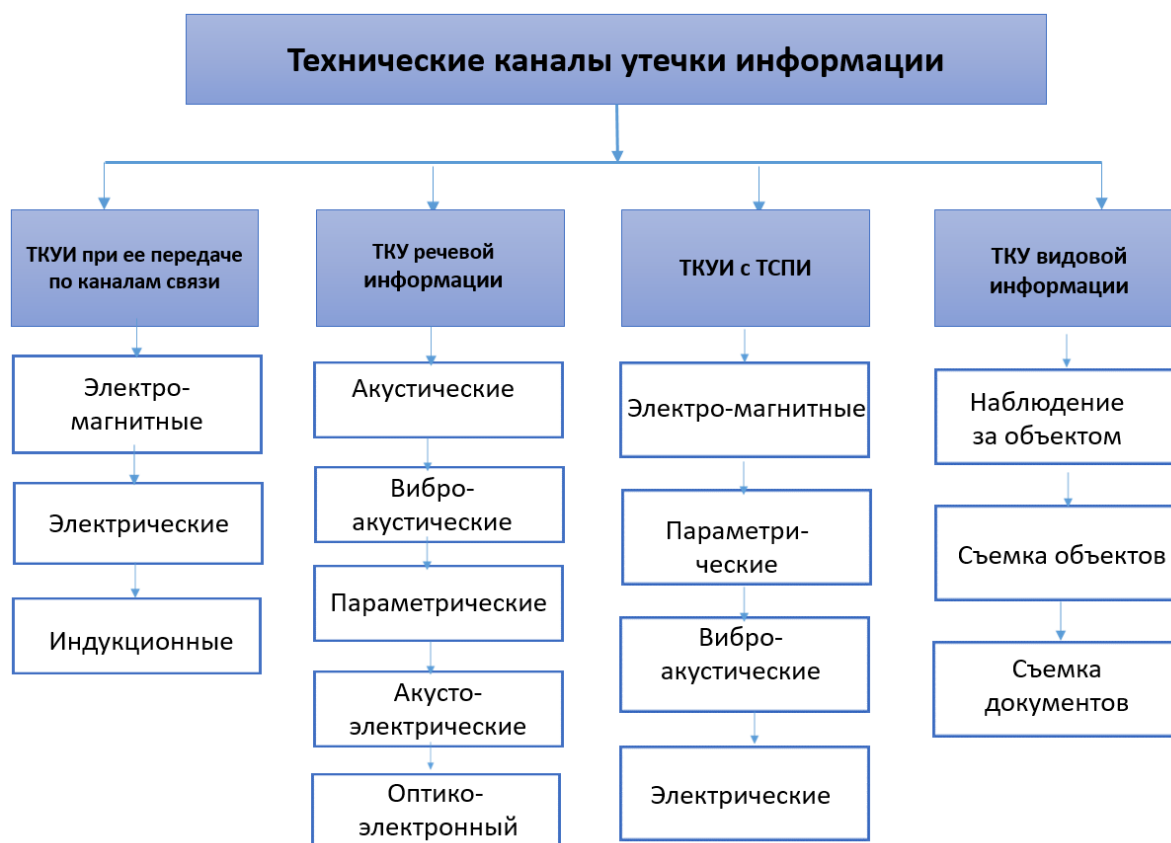 Технические каналы утечки информации
ТКУИ при ее передаче
по каналам связи
Электро-
магнитные
Электрические
Индукционные
ТКУ речевой
информации
Акустические
Вибро-
акустические
Параметрические
Акусто-
электрические
Оптико-
электронный
ТКУИ с ТСПИ
Электро-магнитные
Параметри-
ческие
Вибро-
акустические
Электрические
ТКУ видовой
информации
Наблюдение
за объектом
Съемка объектов
Съемка
документов